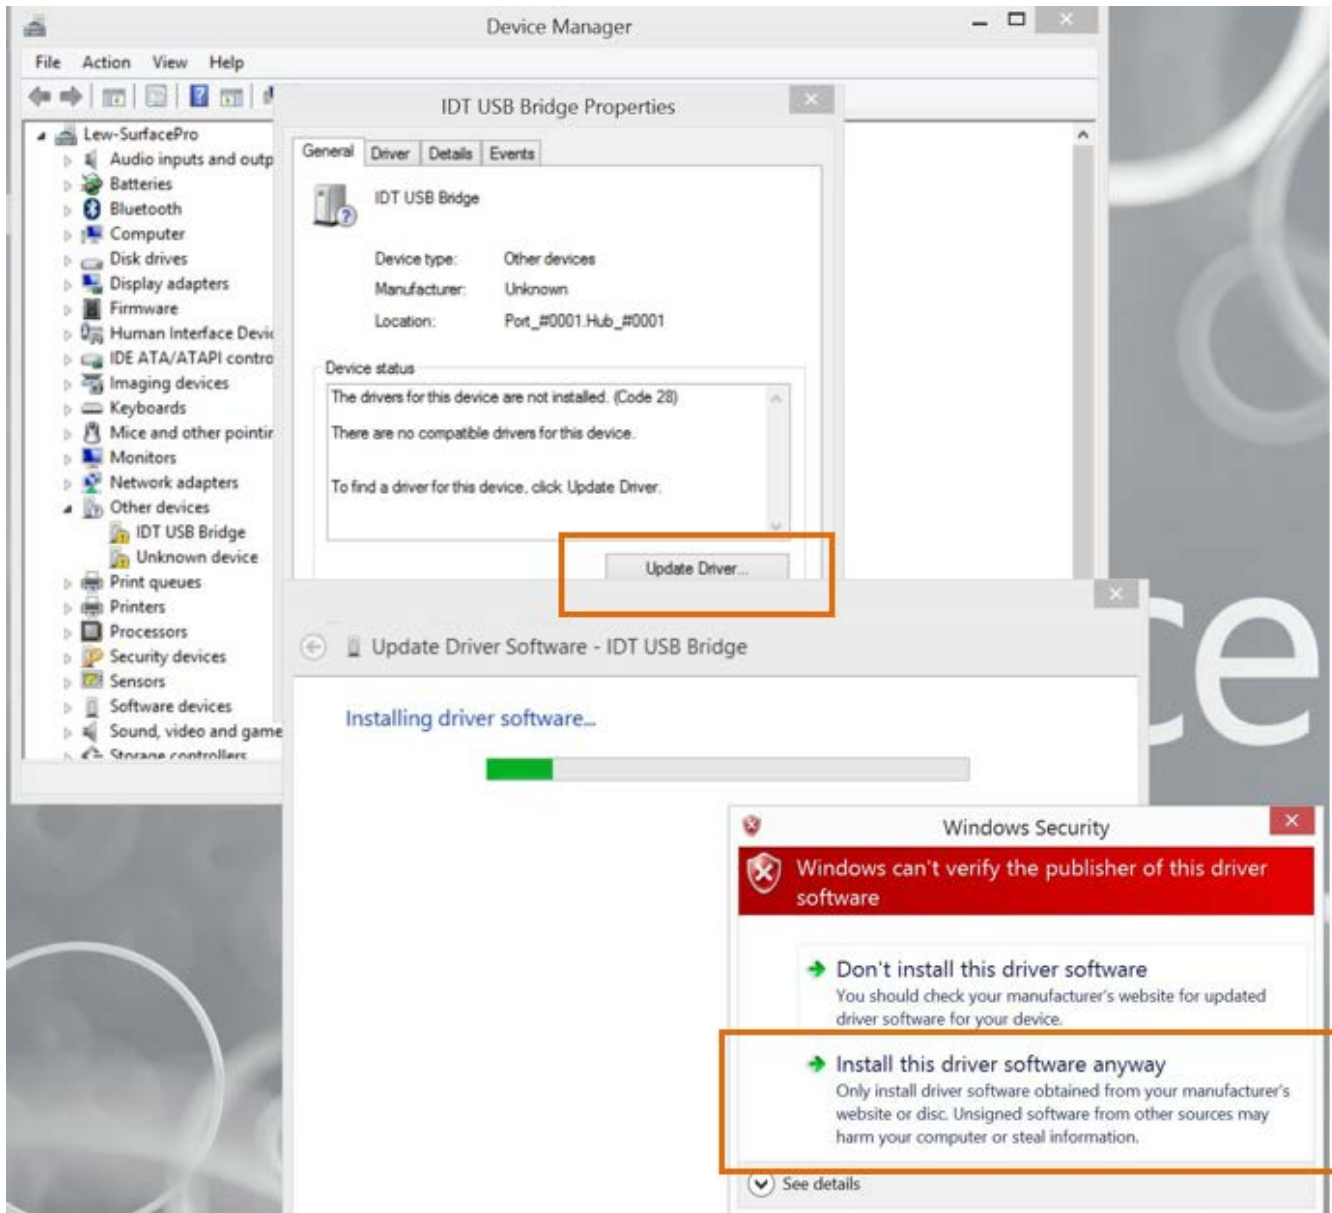 Device Manager
File Action View Help
IDT USB Bridge Properties
Lew-SurfacePro
Audio inputs and outp
Batteries
Bluetooth
Computer
Disk drives
Display adapters
Firmware
Human Interface Devic
IDE ATA/ATAPI contro
Imaging devices
Keyboards
Mice and other pointin
Monitors
Network adapters
Other devices
IDT USB Bridge
Unknown device
Print queues
Printers
Processors
Security devices
Sensors
Software devices
Sound, video and game
Storage controllers
General Driver Details Events
IDT USB Bridge
Device type: Other devices
Manufacturer: Unknown
Location: Port_#0001.Hub_#0001
Device status
The drivers for this device are not installed. (Code 28)
There are no compatible drivers for this device.
To find a driver for this device, click Update Driver.
Update Driver...
ce
Update Driver Software - IDT USB Bridge
Installing driver software...
Windows Security
Windows can't verify the publisher of this driver
software
Don't install this driver software
You should check your manufacturer's website for updated
driver software for your device.
Install this driver software anyway
Only install driver software obtained from your manufacturer's
website or disc. Unsigned software from other sources may
harm your computer or steal information.
See details